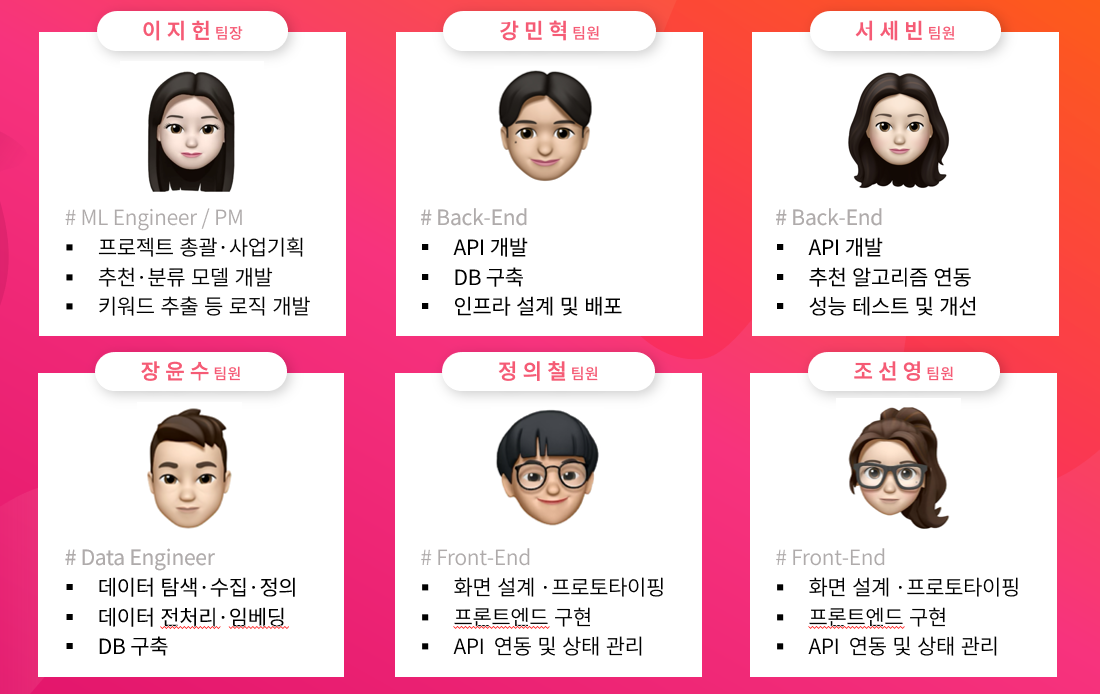 이 지 헌 팀장
# ML Engineer / PM
▪ 프로젝트 총괄·사업기획
▪ 추천·분류 모델 개발
▪ 키워드 추출 등 로직 개발
강 민 혁 팀원
# Back-End
▪ API 개발
▪ DB 구축
▪ 인프라 설계 및 배포
서 세 빈 팀원
# Back-End
▪ API 개발
▪ 추천 알고리즘 연동
▪ 성능 테스트 및 개선
장 윤 수 팀원
# Data Engineer
▪ 데이터 탐색·수집·정의
▪ 데이터 전처리·임베딩
▪ DB 구축
정 의 철 팀원
# Front-End
▪ 화면 설계 ·프로토타이핑
▪ 프론트엔드 구현
▪ API 연동 및 상태 관리
조 선 영 팀원
# Front-End
▪ 화면 설계 ·프로토타이핑
▪ 프론트엔드 구현
▪ API 연동 및 상태 관리